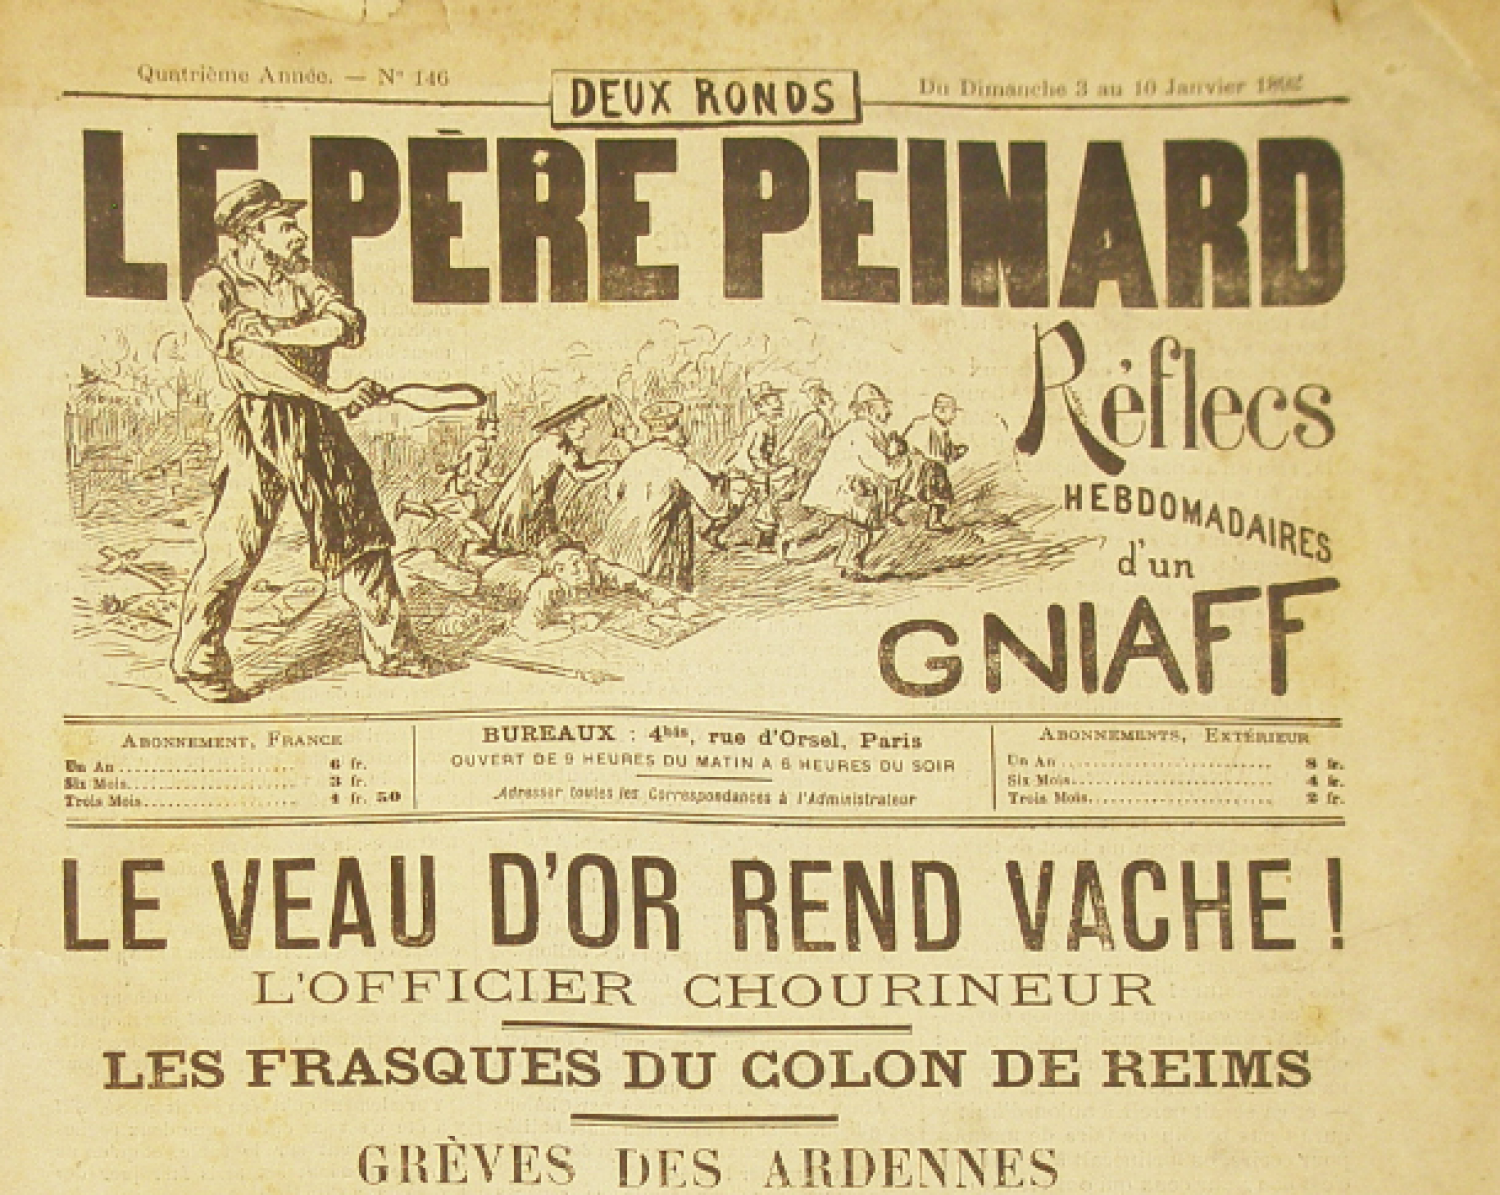 Quatrième Année. — N° 146
DEUX RONDS
Du Dimanche 3 au 10 Janvier
LE PÈRE PEINARD
Réflecs
HEBDOMADAIRES
d'un
GNIAFF
ABONNEMENT, FRANCE
Un An 6 fr.
Six Mois 3 fr.
Trois Mois 1 fr. 50
BUREAUX : 4bis, rue d'Orsel, Paris
OUVERT DE 9 HEURES DU MATIN A 6 HEURES DU SOIR
Adresser toutes les Correspondances à l'Administrateur
ABONNEMENTS, EXTÉRIEUR
Un An 8 fr.
Six Mois 4 fr.
Trois Mois 2 fr.
LE VEAU D'OR REND VACHE !
L'OFFICIER CHOURINEUR
LES FRASQUES DU COLON DE REIMS
GRÈVES DES ARDENNES